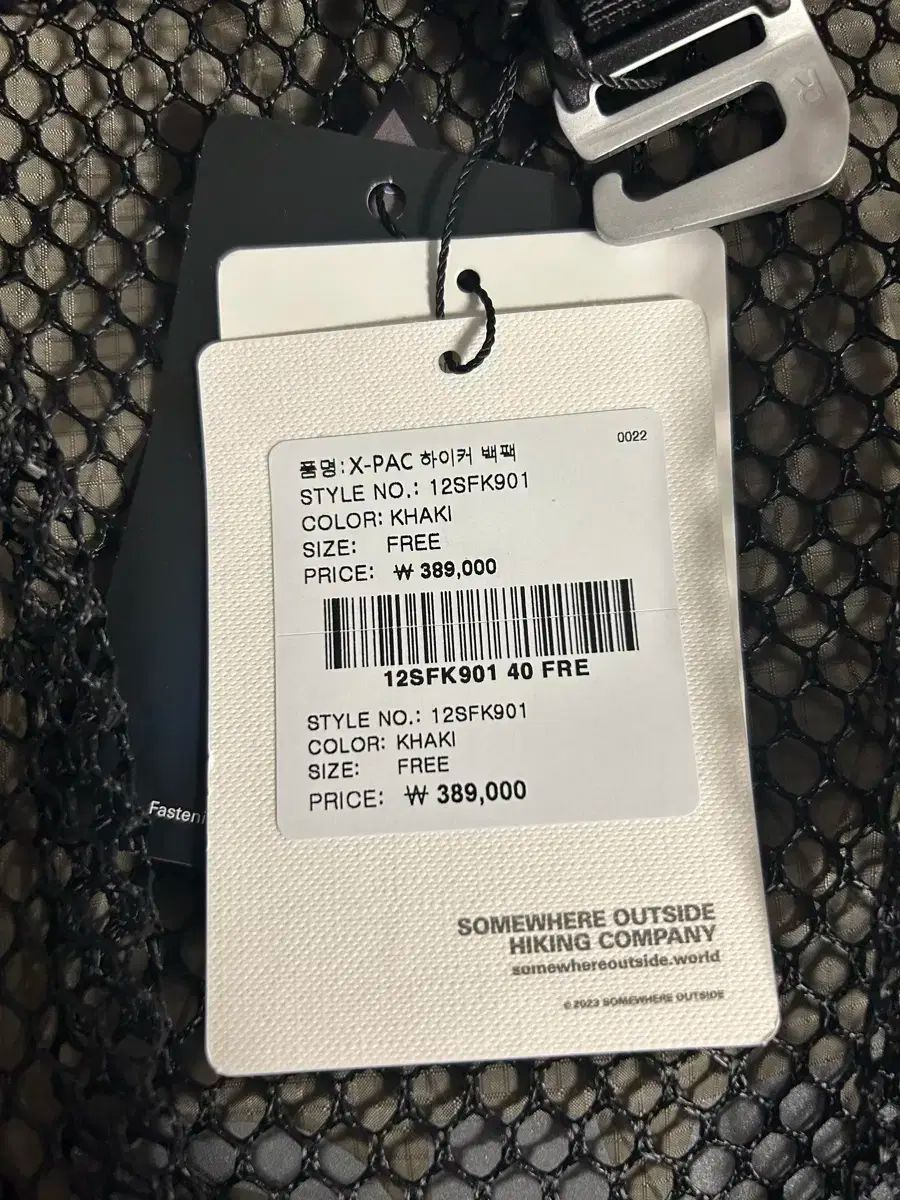 0022
품명:X-PAC 하이커 백팩
STYLE NO.: 12SFK901
COLOR: KHAKI
SIZE: FREE
PRICE: ₩ 389,000
12SFK901 40 FRE
STYLE NO.: 12SFK901
COLOR: KHAKI
SIZE: FREE
PRICE: ₩ 389,000
Fasteni
SOMEWHERE OUTSIDE
HIKING COMPANY
somewhereoutside.world
©2023 SOMEWHERE OUTSIDE
R